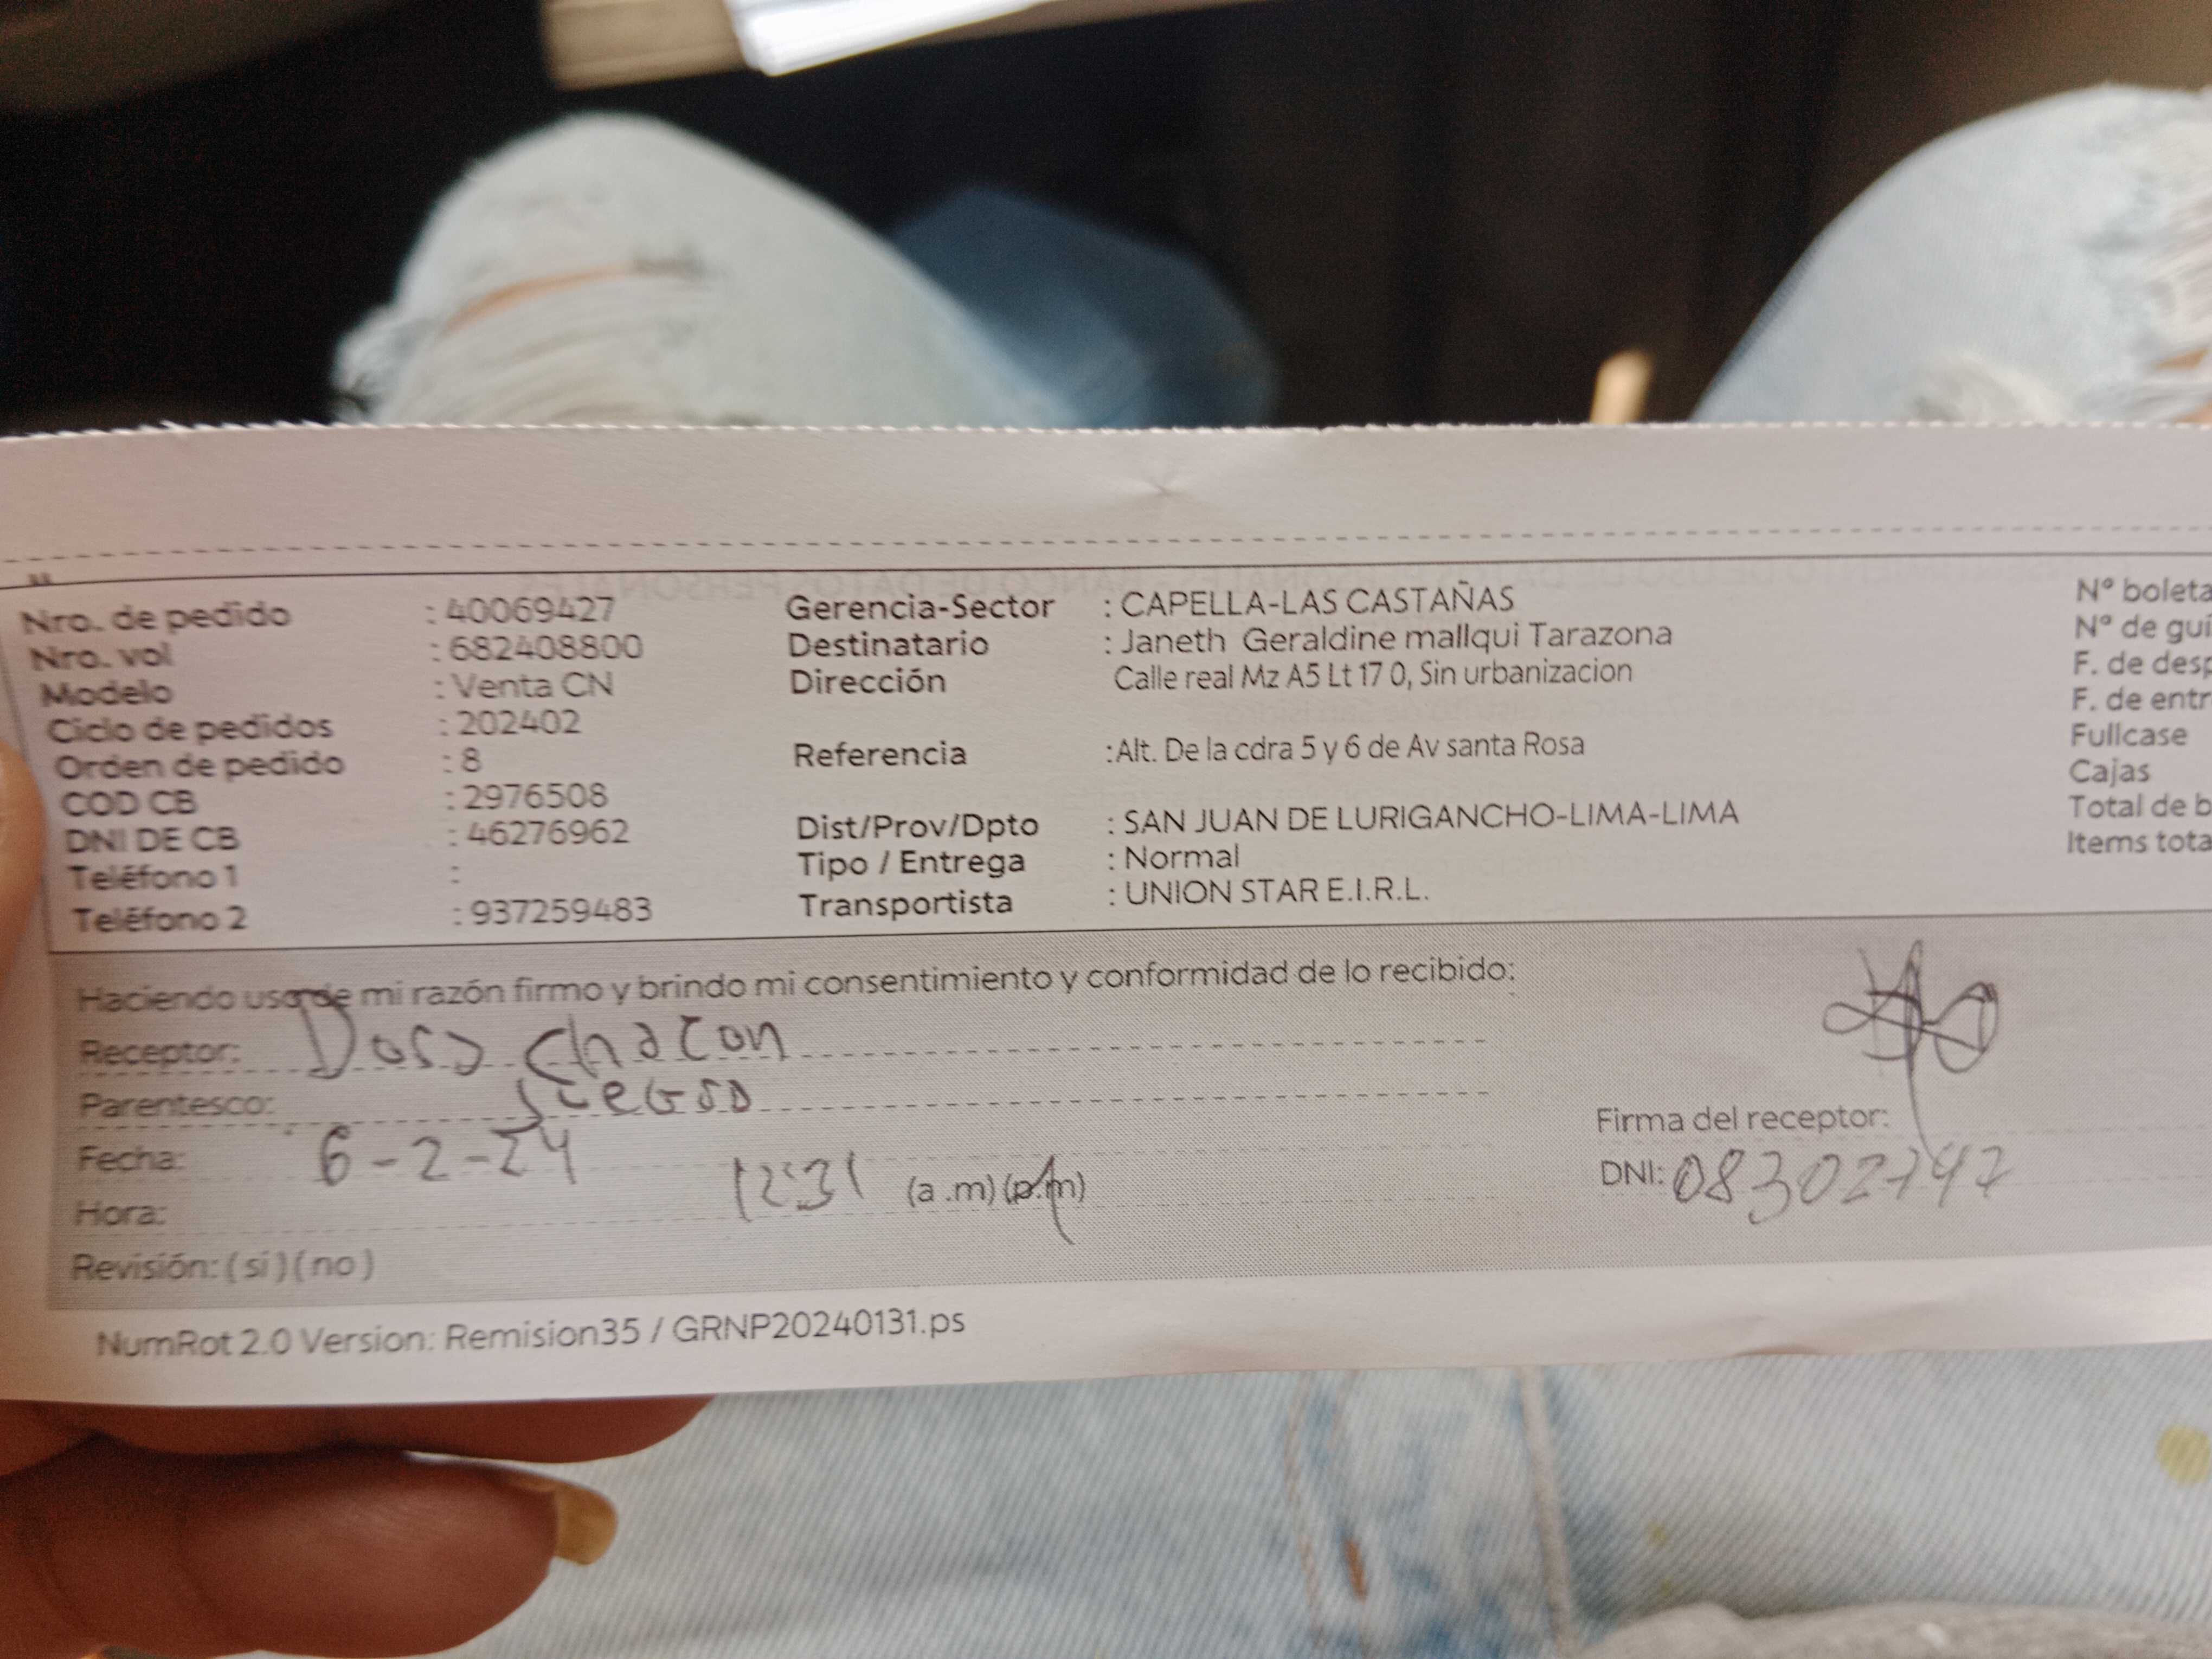 Nro. de pedido : 40069427
Nro. vol : 682408800
Modelo : Venta CN
Ciclo de pedidos : 202402
Orden de pedido : 8
COD CB : 2976508
DNI DE CB : 46276962
Teléfono 1 :
Teléfono 2 : 937259483
Gerencia-Sector : CAPELLA-LAS CASTAÑAS
Destinatario : Janeth Geraldine mallqui Tarazona
Dirección Calle real Mz A5 Lt 17 0, Sin urbanizacion
Referencia :Alt. De la cdra 5 y 6 de Av santa Rosa
Dist/Prov/Dpto : SAN JUAN DE LURIGANCHO-LIMA-LIMA
Tipo / Entrega : Normal
Transportista : UNION STAR E.I.R.L.
N° boleta
N° de guí
F. de desp
F. de entr
Fullcase
Cajas
Total de b
Items tota
Haciendo uso de mi razón firmo y brindo mi consentimiento y conformidad de lo recibido:
Receptor: Chacon
Parentesco:
Fecha: 6-2-24
Hora: 12:31 (a .m) (p.m)
Revisión: ( si ) ( no )
Firma del receptor:
DNI: 08302747
NumRot 2.0 Version: Remision35 / GRNP20240131.ps